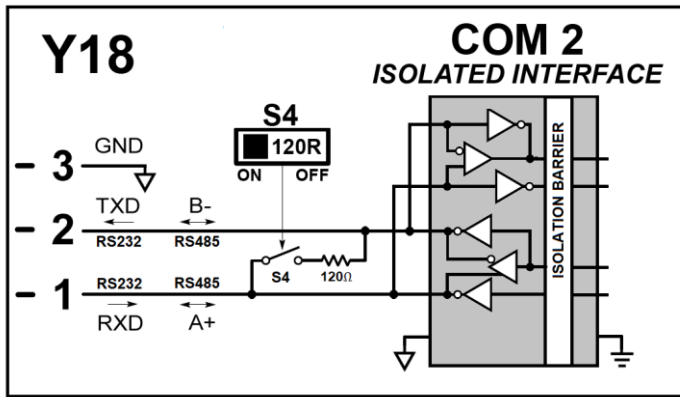 Y18
COM 2
ISOLATED INTERFACE
S4
120R
ON OFF
- 3 GND
TXD B-
- 2
RS232 RS485
S4 120Ω
RS232 RS485
- 1
RXD A+
ISOLATION BARRIER